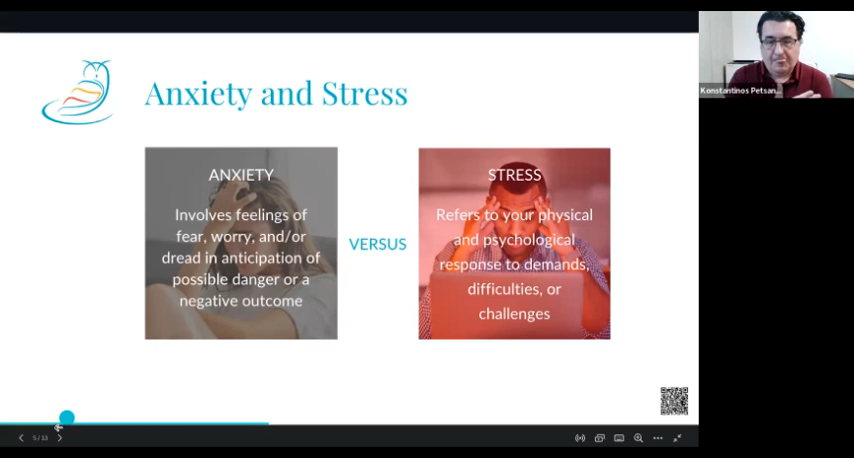 Anxiety and Stress
ANXIETY
Involves feelings of
fear, worry, and/or
dread in anticipation of
possible danger or a
negative outcome
VERSUS
STRESS
Refers to your physical
and psychological
response to demands,
difficulties, or
challenges
Konstantinos Petsan...
5 / 13